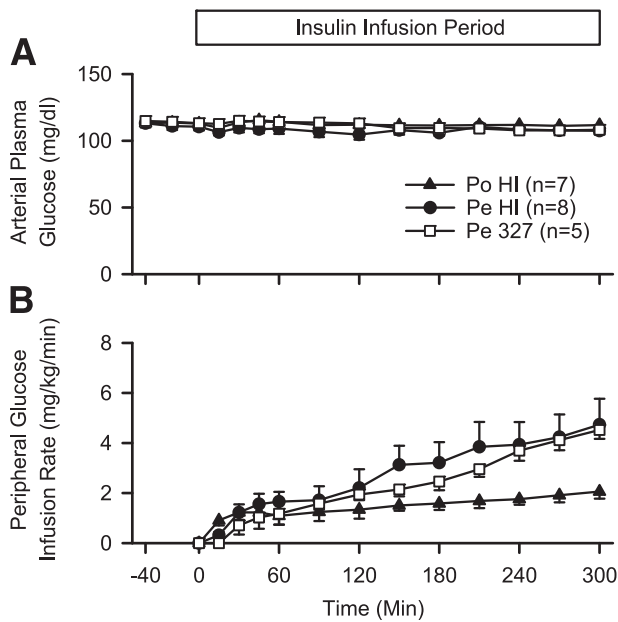 Insulin Infusion Period
A
Arterial Plasma
Glucose (mg/dl)
150
100
50
0
Po HI (n=7)
Pe HI (n=8)
Pe 327 (n=5)
B
Peripheral Glucose
Infusion Rate (mg/kg/min)
8
6
4
2
0
-40 0 60 120 180 240 300
Time (Min)